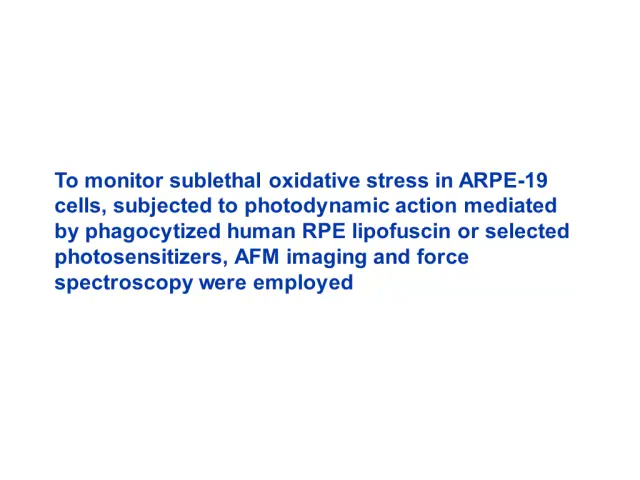 To monitor sublethal oxidative stress in ARPE-19
cells, subjected to photodynamic action mediated
by phagocytized human RPE lipofuscin or selected
photosensitizers, AFM imaging and force
spectroscopy were employed